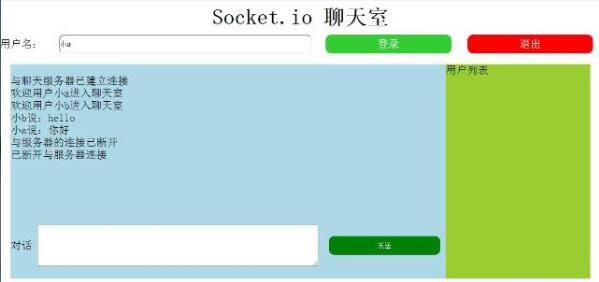 Socket.io 聊天室
用户名： 小a 登录 退出
与聊天服务器已建立连接
欢迎用户小a进入聊天室
欢迎用户小b进入聊天室
小b说：hello
小a说：你好
与服务器的连接已断开
已断开与服务器连接
用户列表
对话 发送